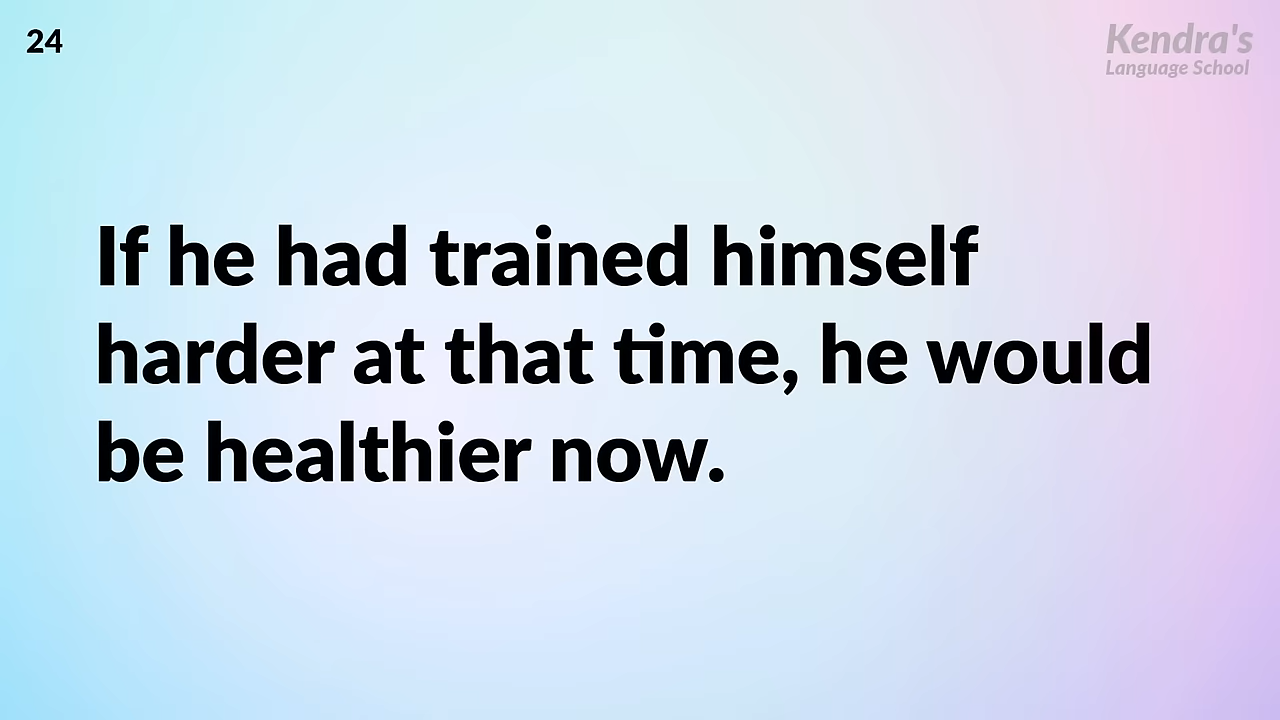 24
Kendra's
Language School
If he had trained himself
harder at that time, he would
be healthier now.